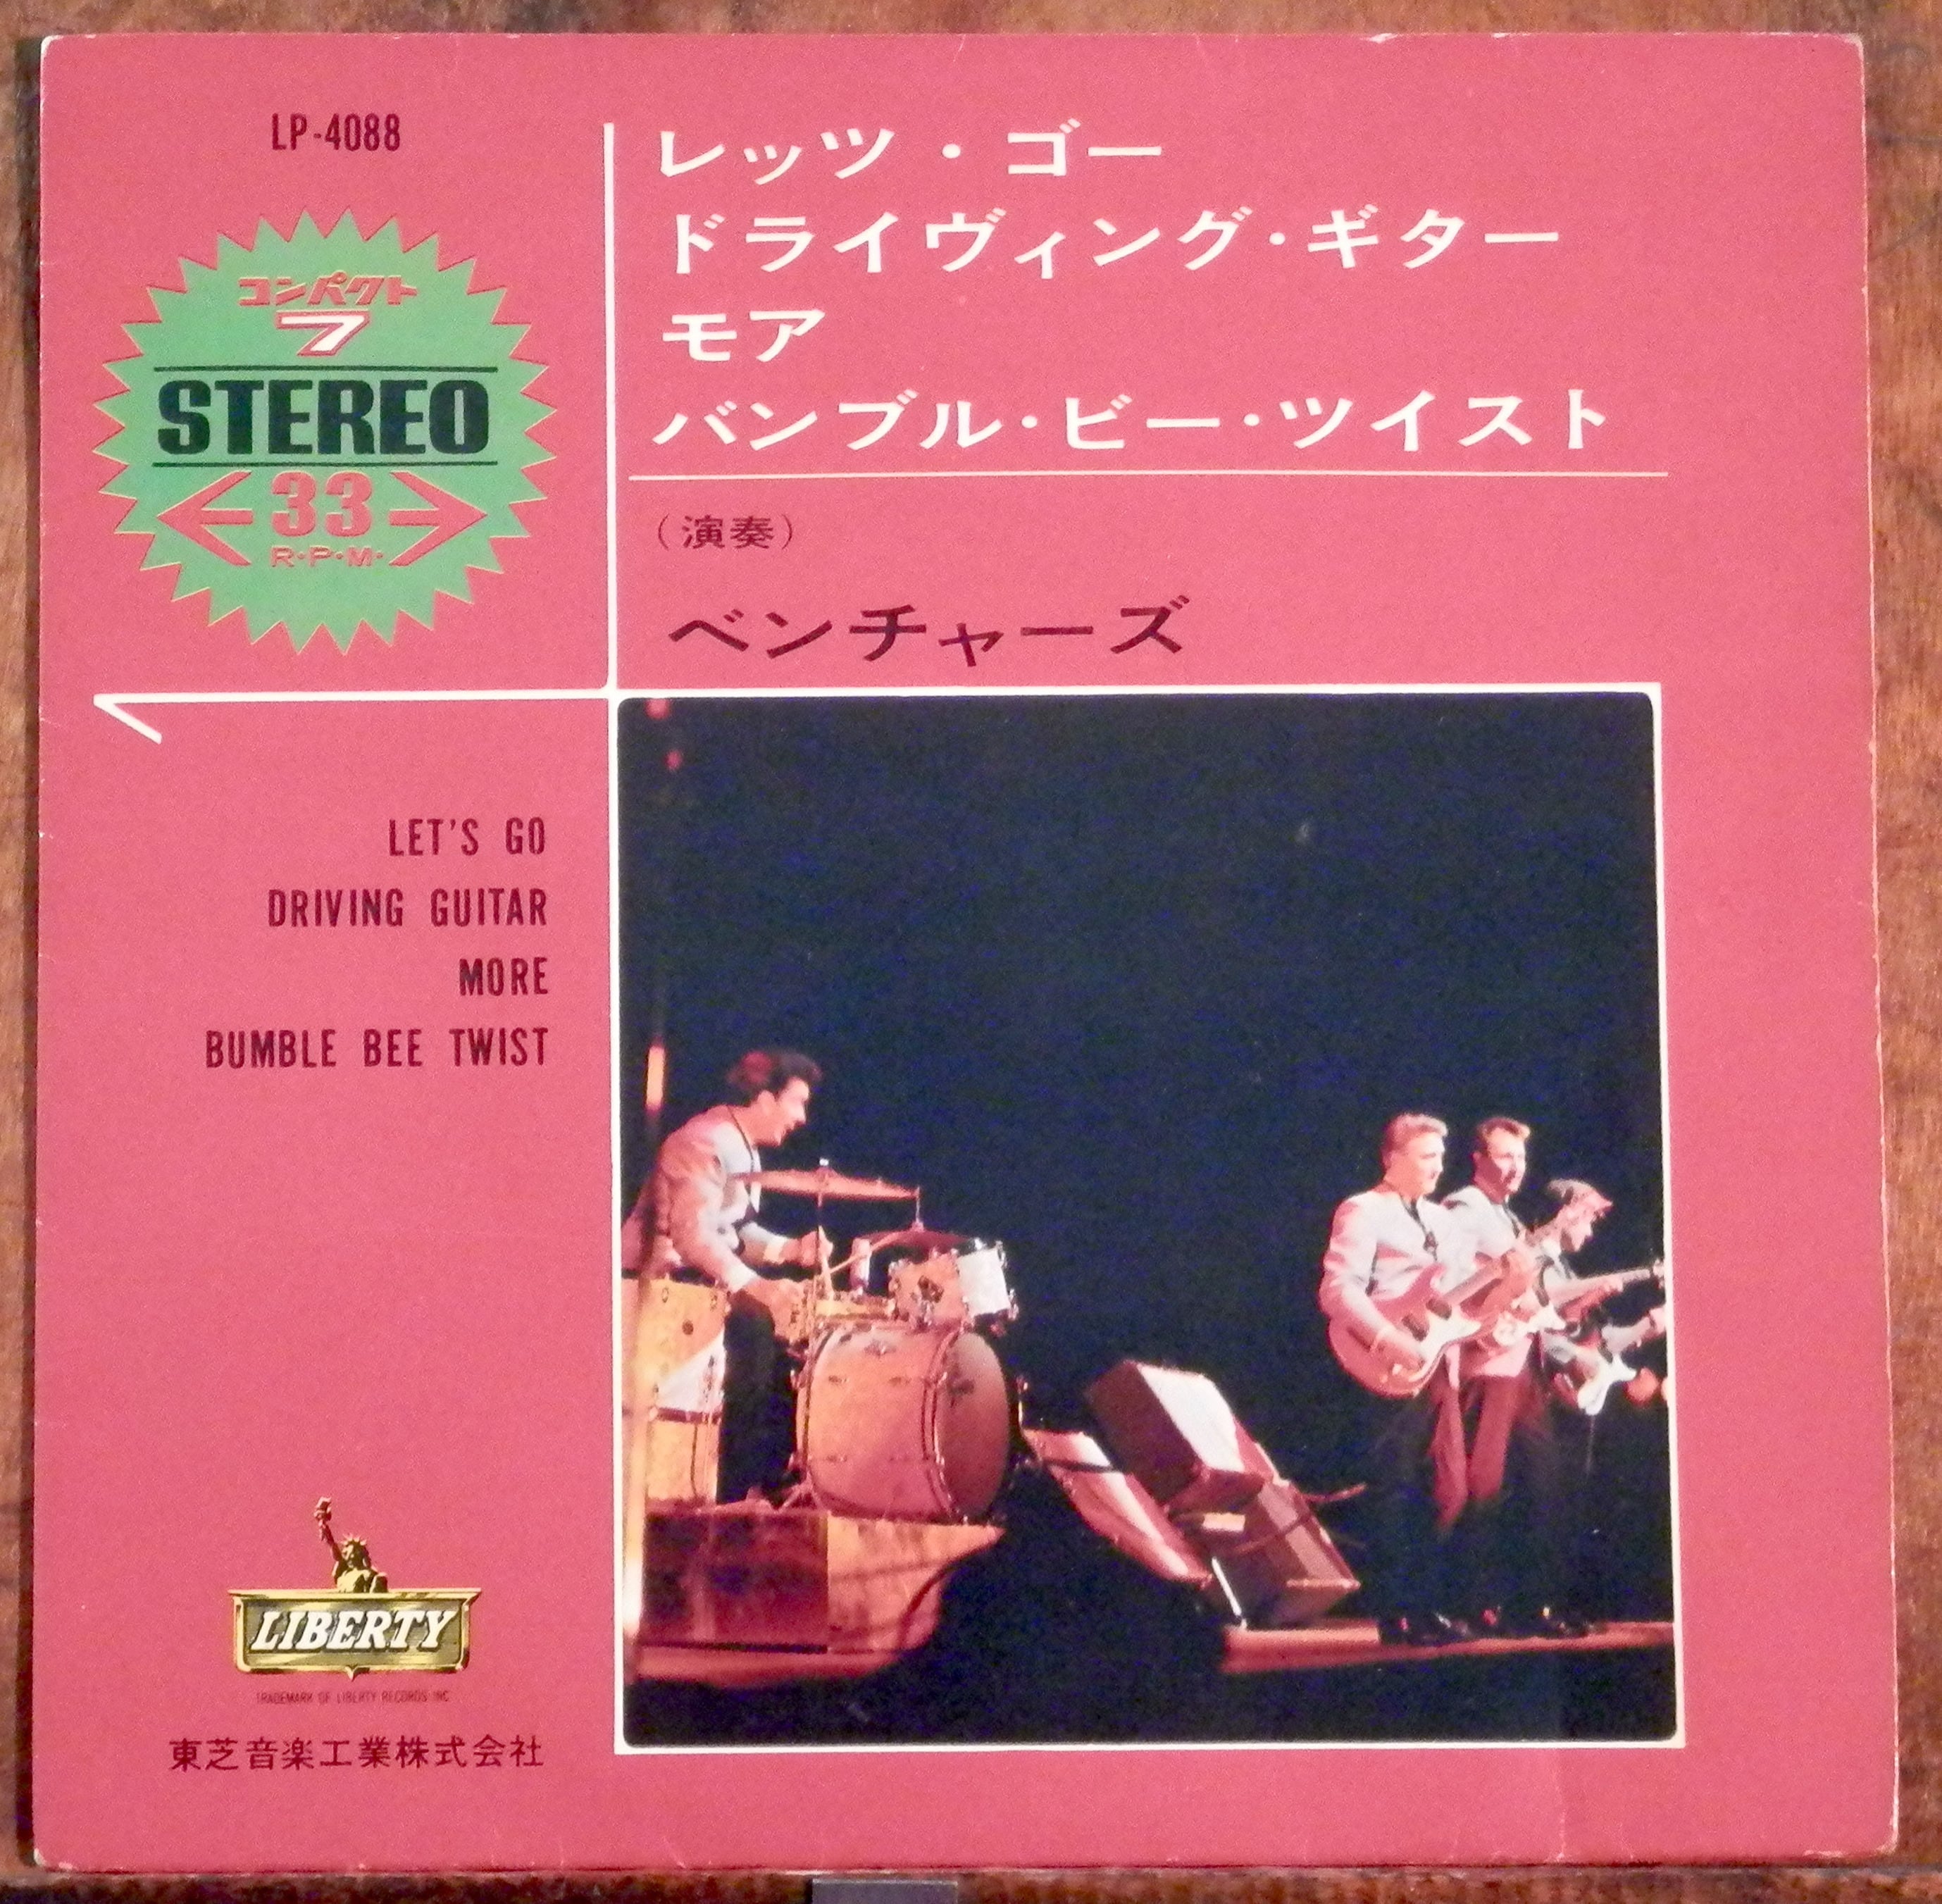 LP-4088
コンパクト
7
STEREO
33
R・P・M・
レッツ・ゴー
ドライヴィング・ギター
モア
バンブル・ビー・ツイスト
(演奏)
ベンチャーズ
LET'S GO
DRIVING GUITAR
MORE
BUMBLE BEE TWIST
LIBERTY
TRADEMARK OF LIBERTY RECORDS INC
東芝音楽工業株式会社